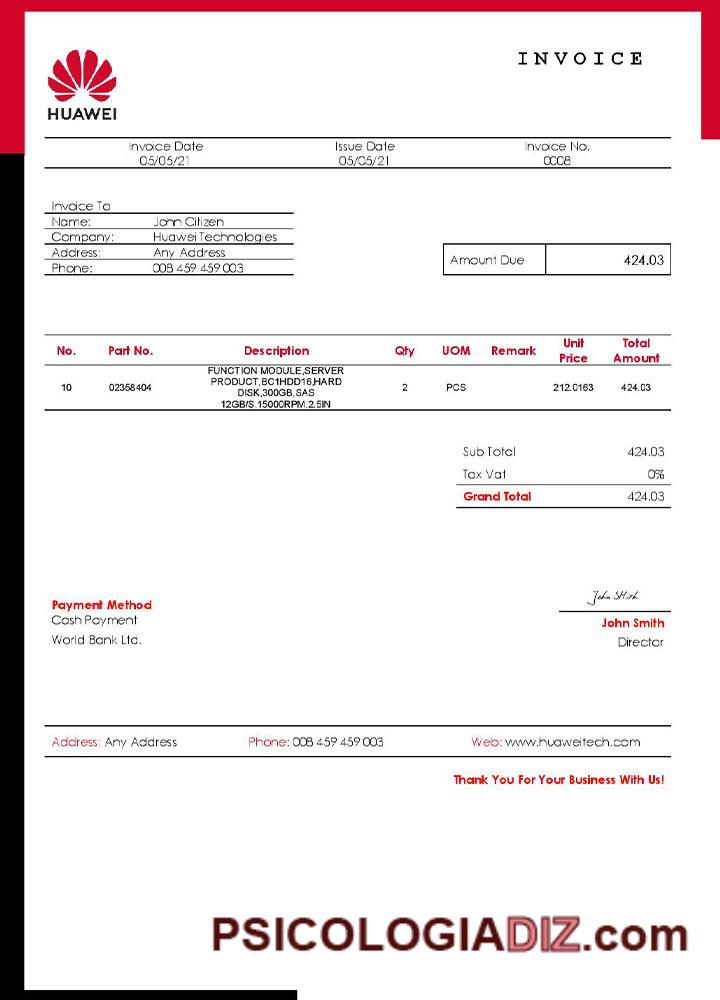 INVOICE
HUAWEI
Invoice Date Issue Date Invoice No.
05/05/21 05/05/21 0008
Invoice To
Name: John Citizen
Company: Huawei Technologies
Address: Any Address
Phone: 008 459 459 003
Amount Due 424.03
No. Part No. Description Qty UOM Remark Unit Price Total Amount
FUNCTION MODULE,SERVER
PRODUCT,BC1HDD16,HARD
10 02358404 DISK,300GB,SAS 2 PCS 212.0163 424.03
12GB/S,15000RPM,2.5IN
Sub Total 424.03
Tax Vat 0%
Grand Total 424.03
Payment Method
Cash Payment
World Bank Ltd.
John Smith
John Smith
Director
Address: Any Address Phone: 008 459 459 003 Web: www.huaweitech.com
Thank You For Your Business With Us!
PSICOLOGIADIZ.com